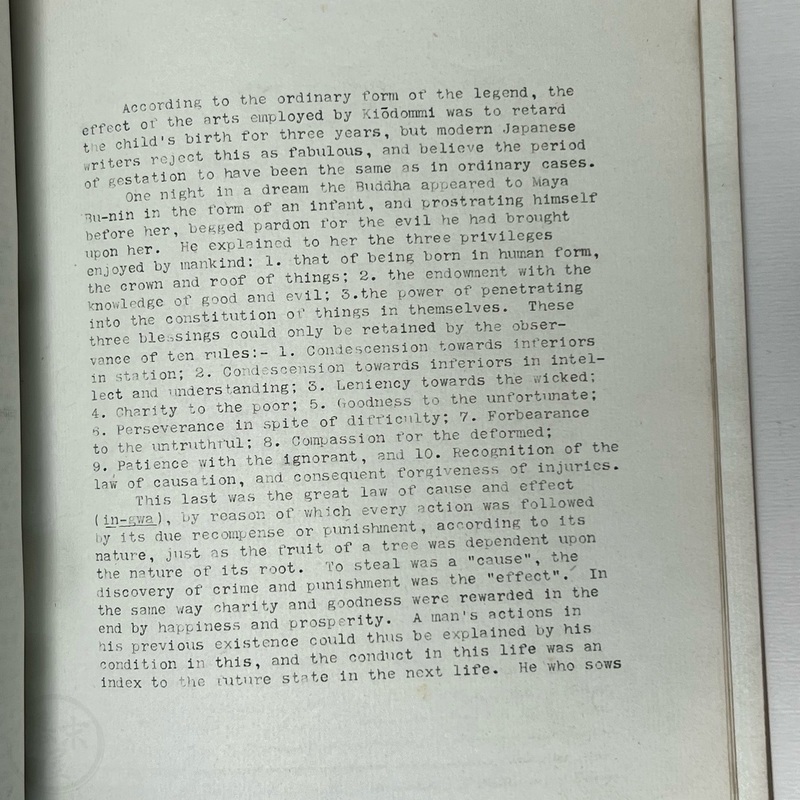 According to the ordinary form of the legend, the
effect of the arts employed by Kiōdommi was to retard
the child's birth for three years, but modern Japanese
writers reject this as fabulous, and believe the period
of gestation to have been the same as in ordinary cases.
One night in a dream the Buddha appeared to Maya
Bu-nin in the form of an infant, and prostrating himself
before her, begged pardon for the evil he had brought
upon her. He explained to her the three privileges
enjoyed by mankind: 1. that of being born in human form,
the crown and roof of things; 2. the endowment with the
knowledge of good and evil; 3.the power of penetrating
into the constitution of things in themselves. These
three blessings could only be retained by the obser-
vance of ten rules:- 1. Condescension towards inferiors
in station; 2. Condescension towards inferiors in intel-
lect and understanding; 3. Leniency towards the wicked;
4. Charity to the poor; 5. Goodness to the unfortunate;
6. Perseverance in spite of difficulty; 7. Forbearance
to the untruthful; 8. Compassion for the deformed;
9. Patience with the ignorant, and 10. Recognition of the
law of causation, and consequent forgiveness of injuries.
This last was the great law of cause and effect
(in-gwa), by reason of which every action was followed
by its due recompense or punishment, according to its
nature, just as the fruit of a tree was dependent upon
the nature of its root. To steal was a "cause", the
discovery of crime and punishment was the "effect". In
the same way charity and goodness were rewarded in the
end by happiness and prosperity. A man's actions in
his previous existence could thus be explained by his
condition in this, and the conduct in this life was an
index to the future state in the next life. He who sows